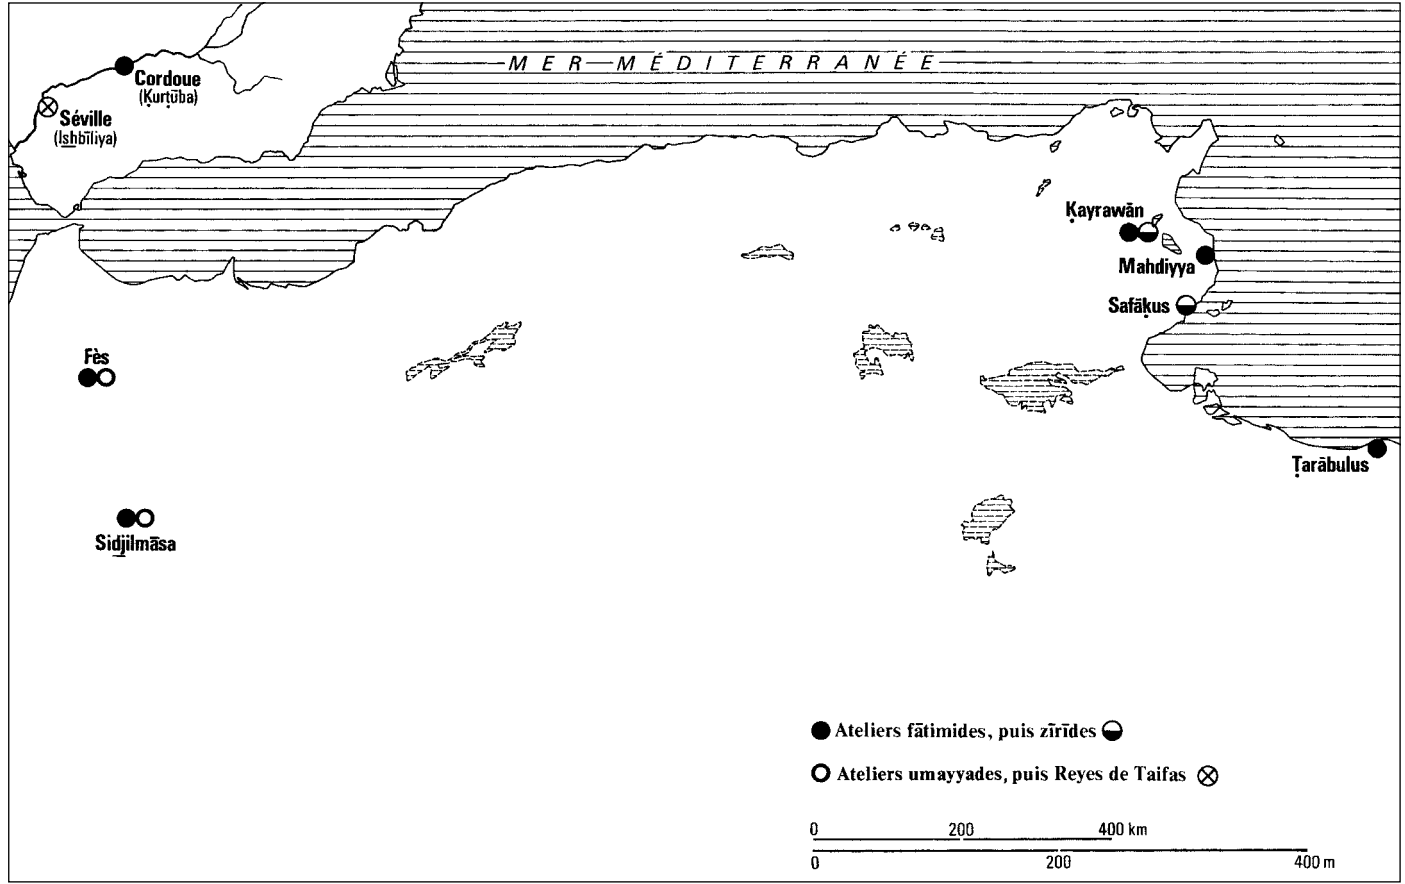 MER MÉDITERRANÉE
Cordoue
(Ḳurṭūba)
Séville
(Ishbīliya)
Ḳayrawān
Mahdiyya
Safāḳus
Fès
Ṭarābulus
Sidjilmāsa
Ateliers fātimides, puis zīrīdes
Ateliers umayyades, puis Reyes de Taifas
0 200 400 km
0 200 400 m